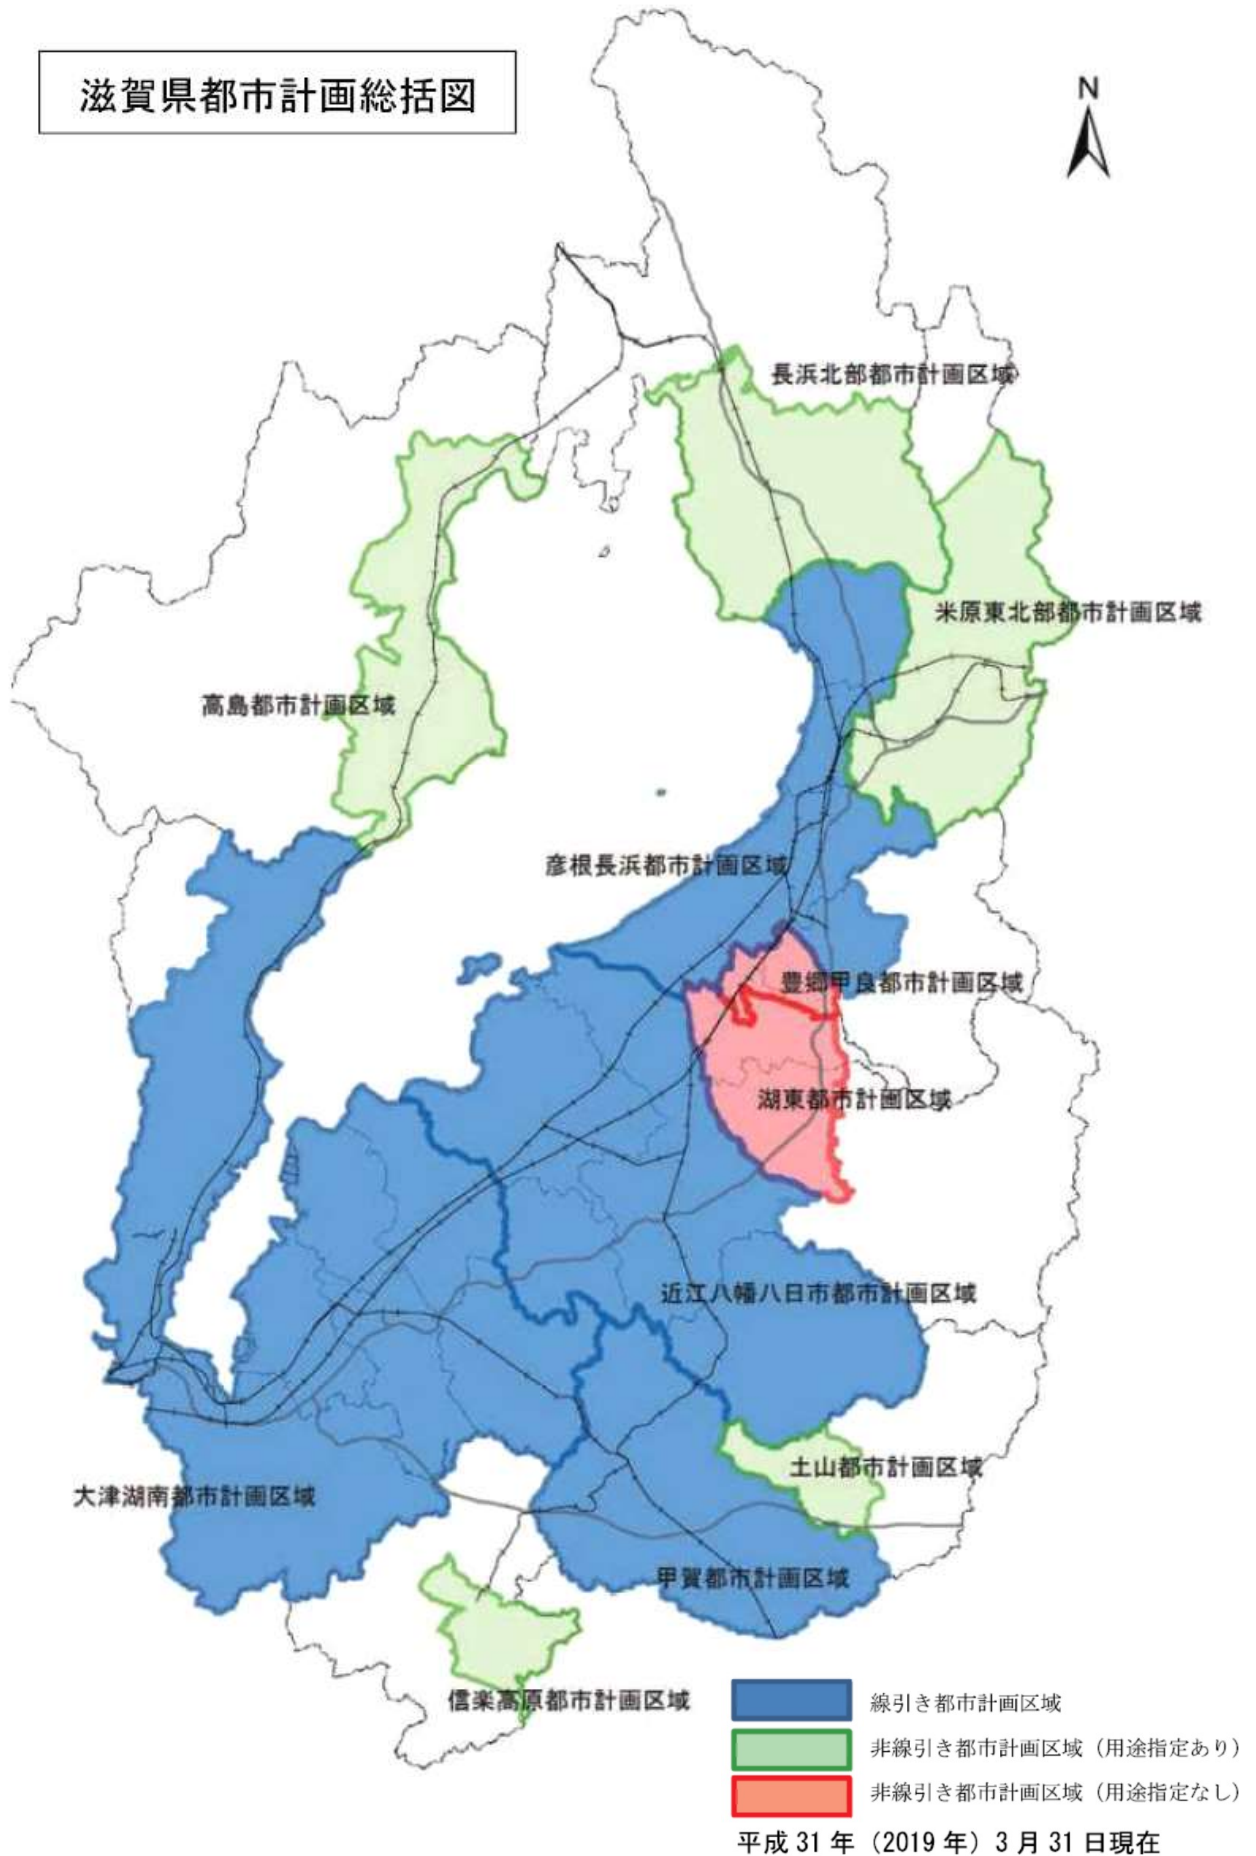 滋賀県都市計画総括図
N
長浜北部都市計画区域
米原東北部都市計画区域
高島都市計画区域
彦根長浜都市計画区域
豊郷甲良都市計画区域
湖東都市計画区域
近江八幡八日市都市計画区域
土山都市計画区域
大津湖南都市計画区域
甲賀都市計画区域
信楽高原都市計画区域
線引き都市計画区域
非線引き都市計画区域（用途指定あり）
非線引き都市計画区域（用途指定なし）
平成 31 年（2019 年）3 月 31 日現在